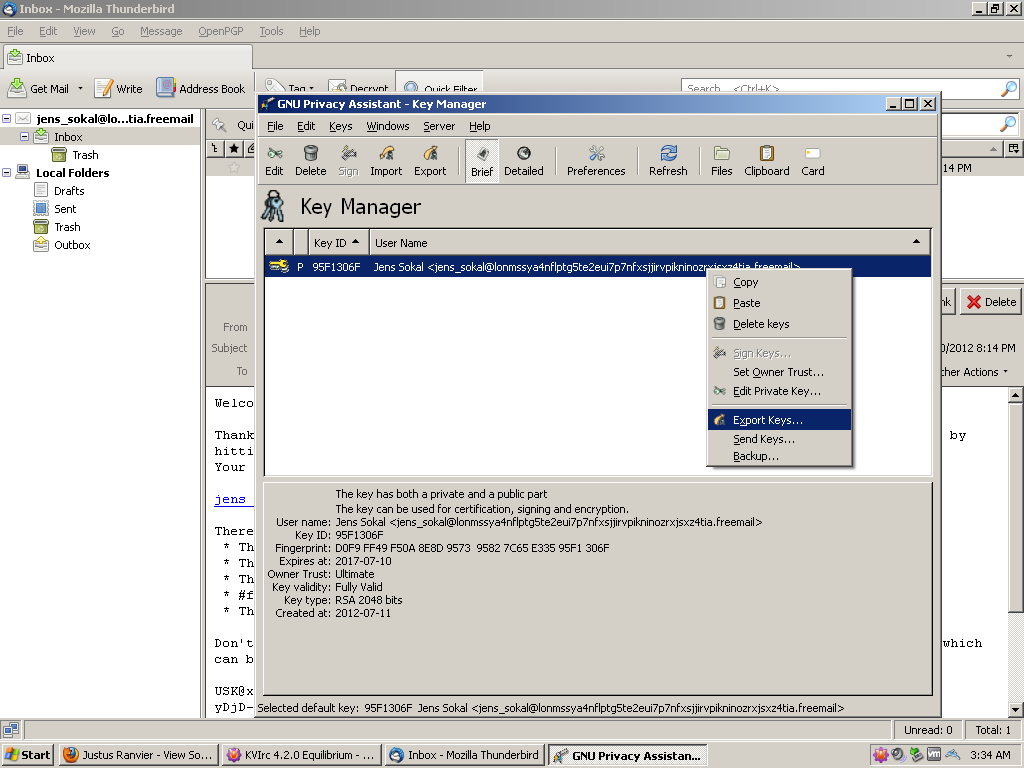 Inbox - Mozilla Thunderbird
File Edit View Go Message OpenPGP Tools Help
Inbox
Get Mail Write Address Book Tag Decrypt Quick Filter Search... <Ctrl+K>
jens_sokal@lo...tia.freemail
Inbox
Trash
Local Folders
Drafts
Sent
Trash
Outbox
Qui
14 PM
GNU Privacy Assistant - Key Manager
File Edit Keys Windows Server Help
Edit Delete Sign Import Export Brief Detailed Preferences Refresh Files Clipboard Card
Key Manager
Key ID User Name
P 95F1306F Jens Sokal <jens_sokal@lonmssya4nflptg5te2eui7p7nfxsjjirvpikninozrxjsxz4tia.freemail>
Copy
Paste
Delete keys
Sign Keys...
Set Owner Trust...
Edit Private Key...
Export Keys...
Send Keys...
Backup...
nk Delete
From
Subject
0/2012 8:14 PM
To
her Actions
Welco
Thank by
hitti
Your
jens_
There
* Th
* Th
* Th
* #f
* Th
Don't which
can b
USK@x
yDjD-
The key has both a private and a public part
The key can be used for certification, signing and encryption.
User name: Jens Sokal <jens_sokal@lonmssya4nflptg5te2eui7p7nfxsjjirvpikninozrxjsxz4tia.freemail>
Key ID: 95F1306F
Fingerprint: D0F9 FF49 F50A 8E8D 9573 9582 7C65 E335 95F1 306F
Expires at: 2017-07-10
Owner Trust: Ultimate
Key validity: Fully Valid
Key type: RSA 2048 bits
Created at: 2012-07-11
Selected default key: 95F1306F Jens Sokal <jens_sokal@lonmssya4nflptg5te2eui7p7nfxsjjirvpikninozrxjsxz4tia.freemail>
Unread: 0 Total: 1
Start Justus Ranvier - View So... KVIrc 4.2.0 Equilibrium - ... Inbox - Mozilla Thunderbird GNU Privacy Assistan... 3:34 AM